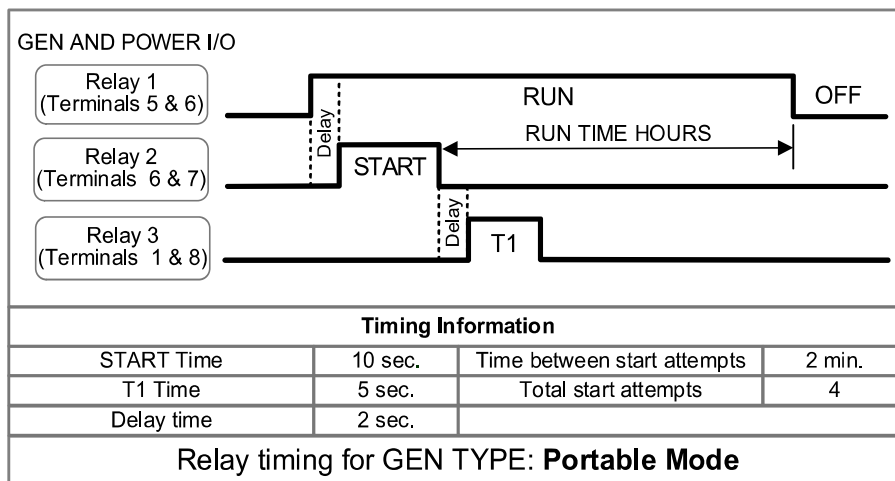 GEN AND POWER I/O
Relay 1
(Terminals 5 & 6)
RUN
OFF
Delay
RUN TIME HOURS
Relay 2
(Terminals 6 & 7)
START
Delay
Relay 3
(Terminals 1 & 8)
T1
Timing Information
START Time 10 sec. Time between start attempts 2 min.
T1 Time 5 sec. Total start attempts 4
Delay time 2 sec.
Relay timing for GEN TYPE: Portable Mode